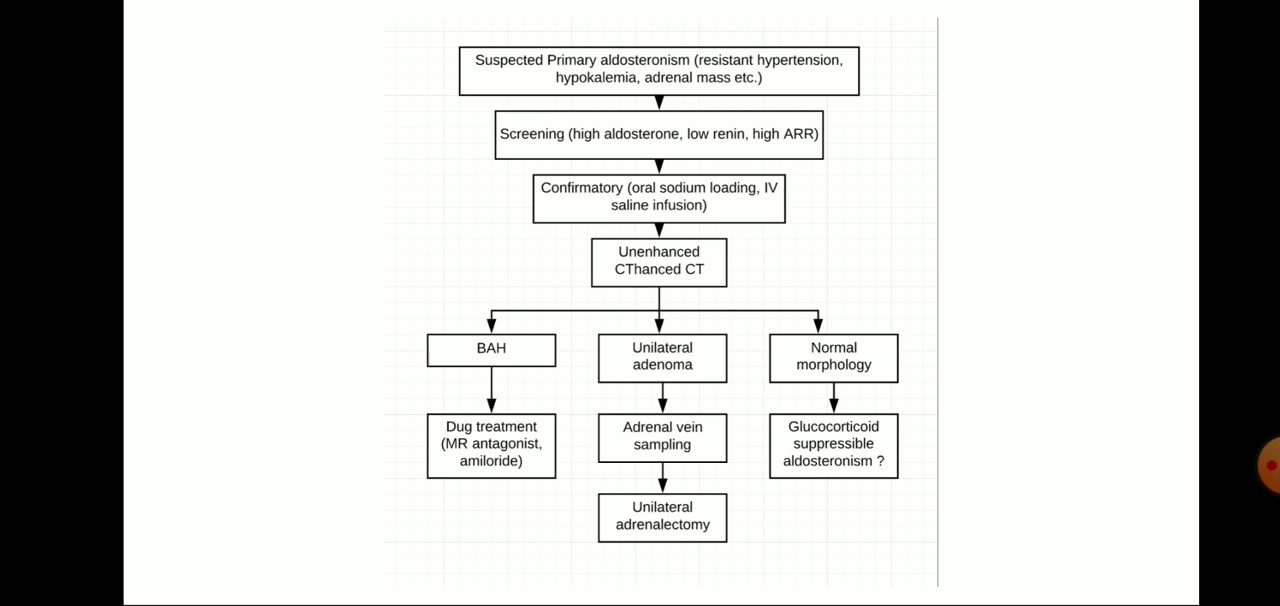 Suspected Primary aldosteronism (resistant hypertension,
hypokalemia, adrenal mass etc.)
Screening (high aldosterone, low renin, high ARR)
Confirmatory (oral sodium loading, IV
saline infusion)
Unenhanced
CThanced CT
BAH
Unilateral
adenoma
Normal
morphology
Dug treatment
(MR antagonist,
amiloride)
Adrenal vein
sampling
Glucocorticoid
suppressible
aldosteronism ?
Unilateral
adrenalectomy